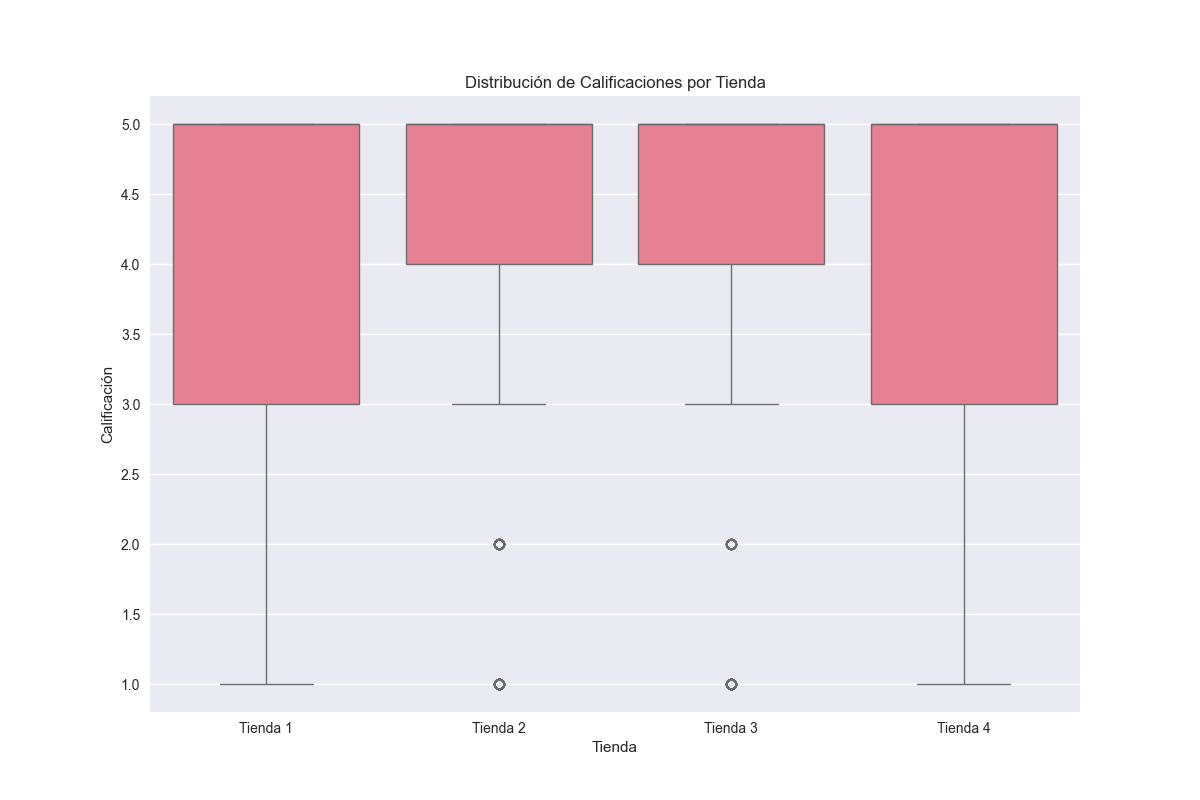 Distribución de Calificaciones por Tienda
5.0
4.5
4.0
3.5
3.0
2.5
2.0
1.5
1.0
Calificación
Tienda 1
Tienda 2
Tienda 3
Tienda 4
Tienda